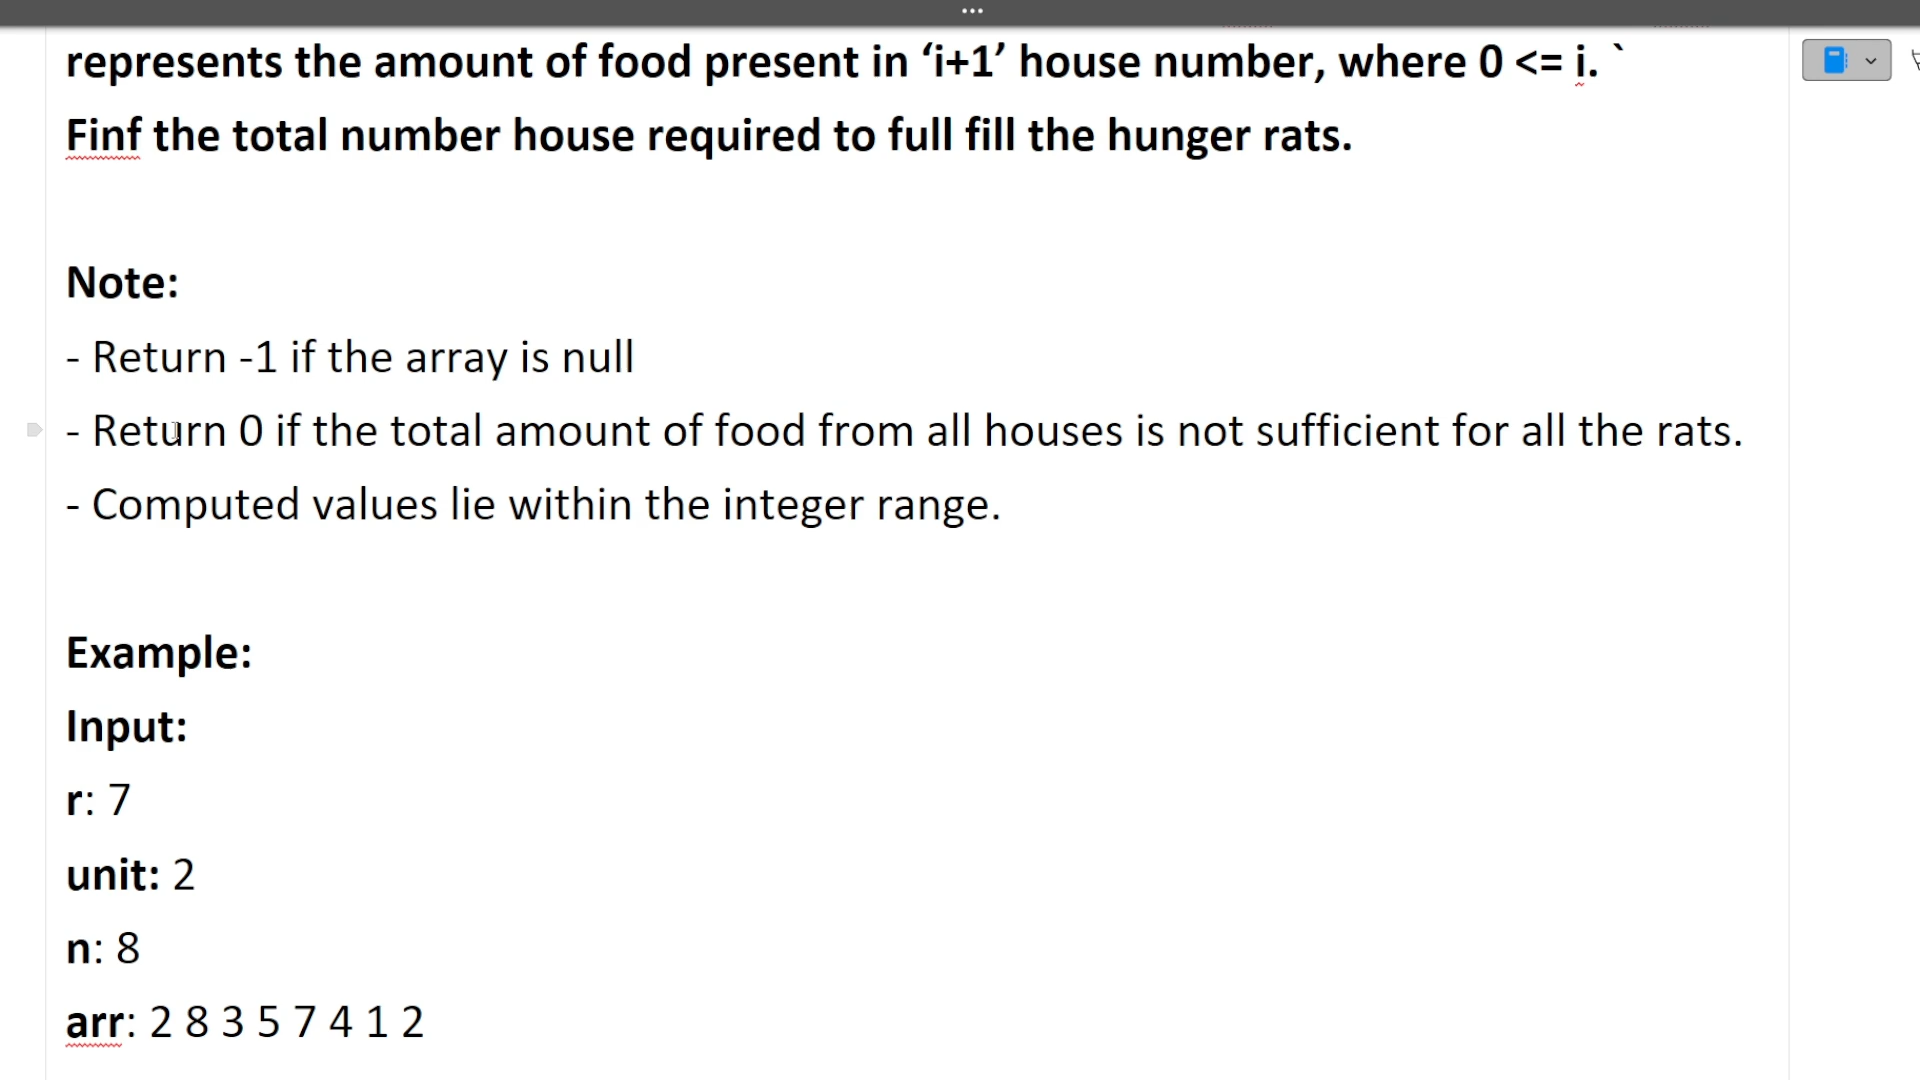 represents the amount of food present in ‘i+1’ house number, where 0 <= i. `
Finf the total number house required to full fill the hunger rats.
Note:
- Return -1 if the array is null
- Return 0 if the total amount of food from all houses is not sufficient for all the rats.
- Computed values lie within the integer range.
Example:
Input:
r: 7
unit: 2
n: 8
arr: 2 8 3 5 7 4 1 2